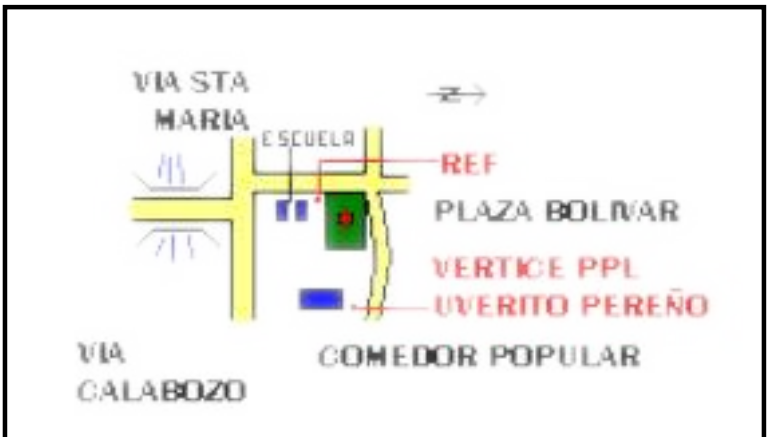 VIA STA
MARIA
ESCUELA
Z
REF
PLAZA BOLIVAR
VERTICE PPL
UVERITO PEREÑO
VIA
CALABOZO
COMEDOR POPULAR